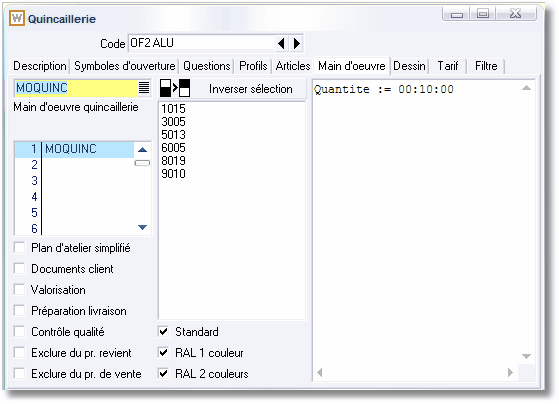 Quincaillerie
Code OF2 ALU
Description Symboles d'ouverture Questions Profils Articles Main d'oeuvre Dessin Tarif Filtre
MOQUINC
Main d'oeuvre quincaillerie
1 MOQUINC
2
3
4
5
6
Plan d'atelier simplifié
Documents client
Valorisation
Préparation livraison
Contrôle qualité
Exclure du pr. revient
Exclure du pr. de vente
Inverser sélection
1015
3005
5013
6005
8019
9010
Standard
RAL 1 couleur
RAL 2 couleurs
Quantite := 00:10:00